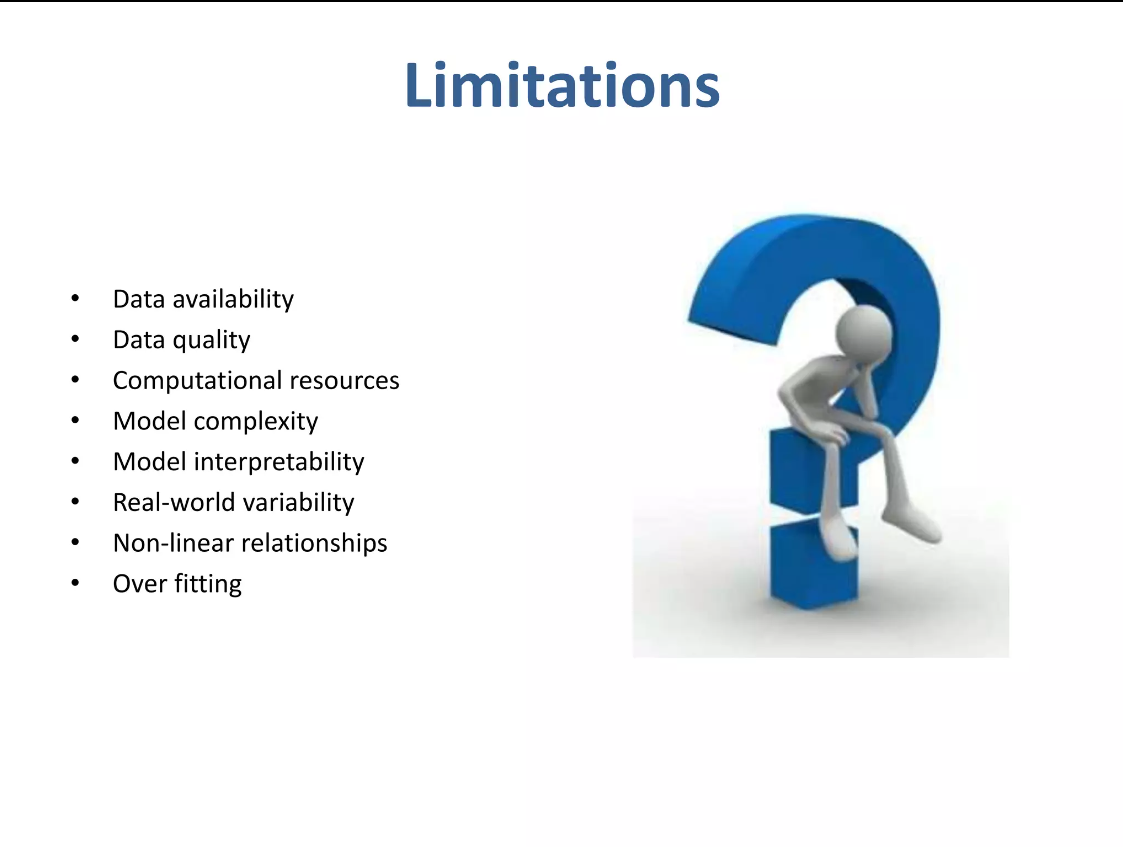 Limitations
• Data availability
• Data quality
• Computational resources
• Model complexity
• Model interpretability
• Real-world variability
• Non-linear relationships
• Over fitting